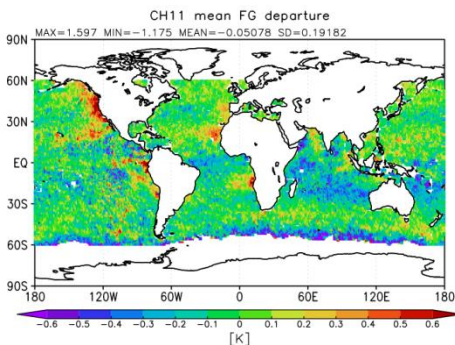 CH11 mean FG departure
MAX=1.597 MIN=−1.175 MEAN=−0.05078 SD=0.19182
90N
60N
30N
EQ
30S
60S
90S
180 120W 60W 0 60E 120E 180
−0.6 −0.5 −0.4 −0.3 −0.2 −0.1 0 0.1 0.2 0.3 0.4 0.5 0.6
[K]